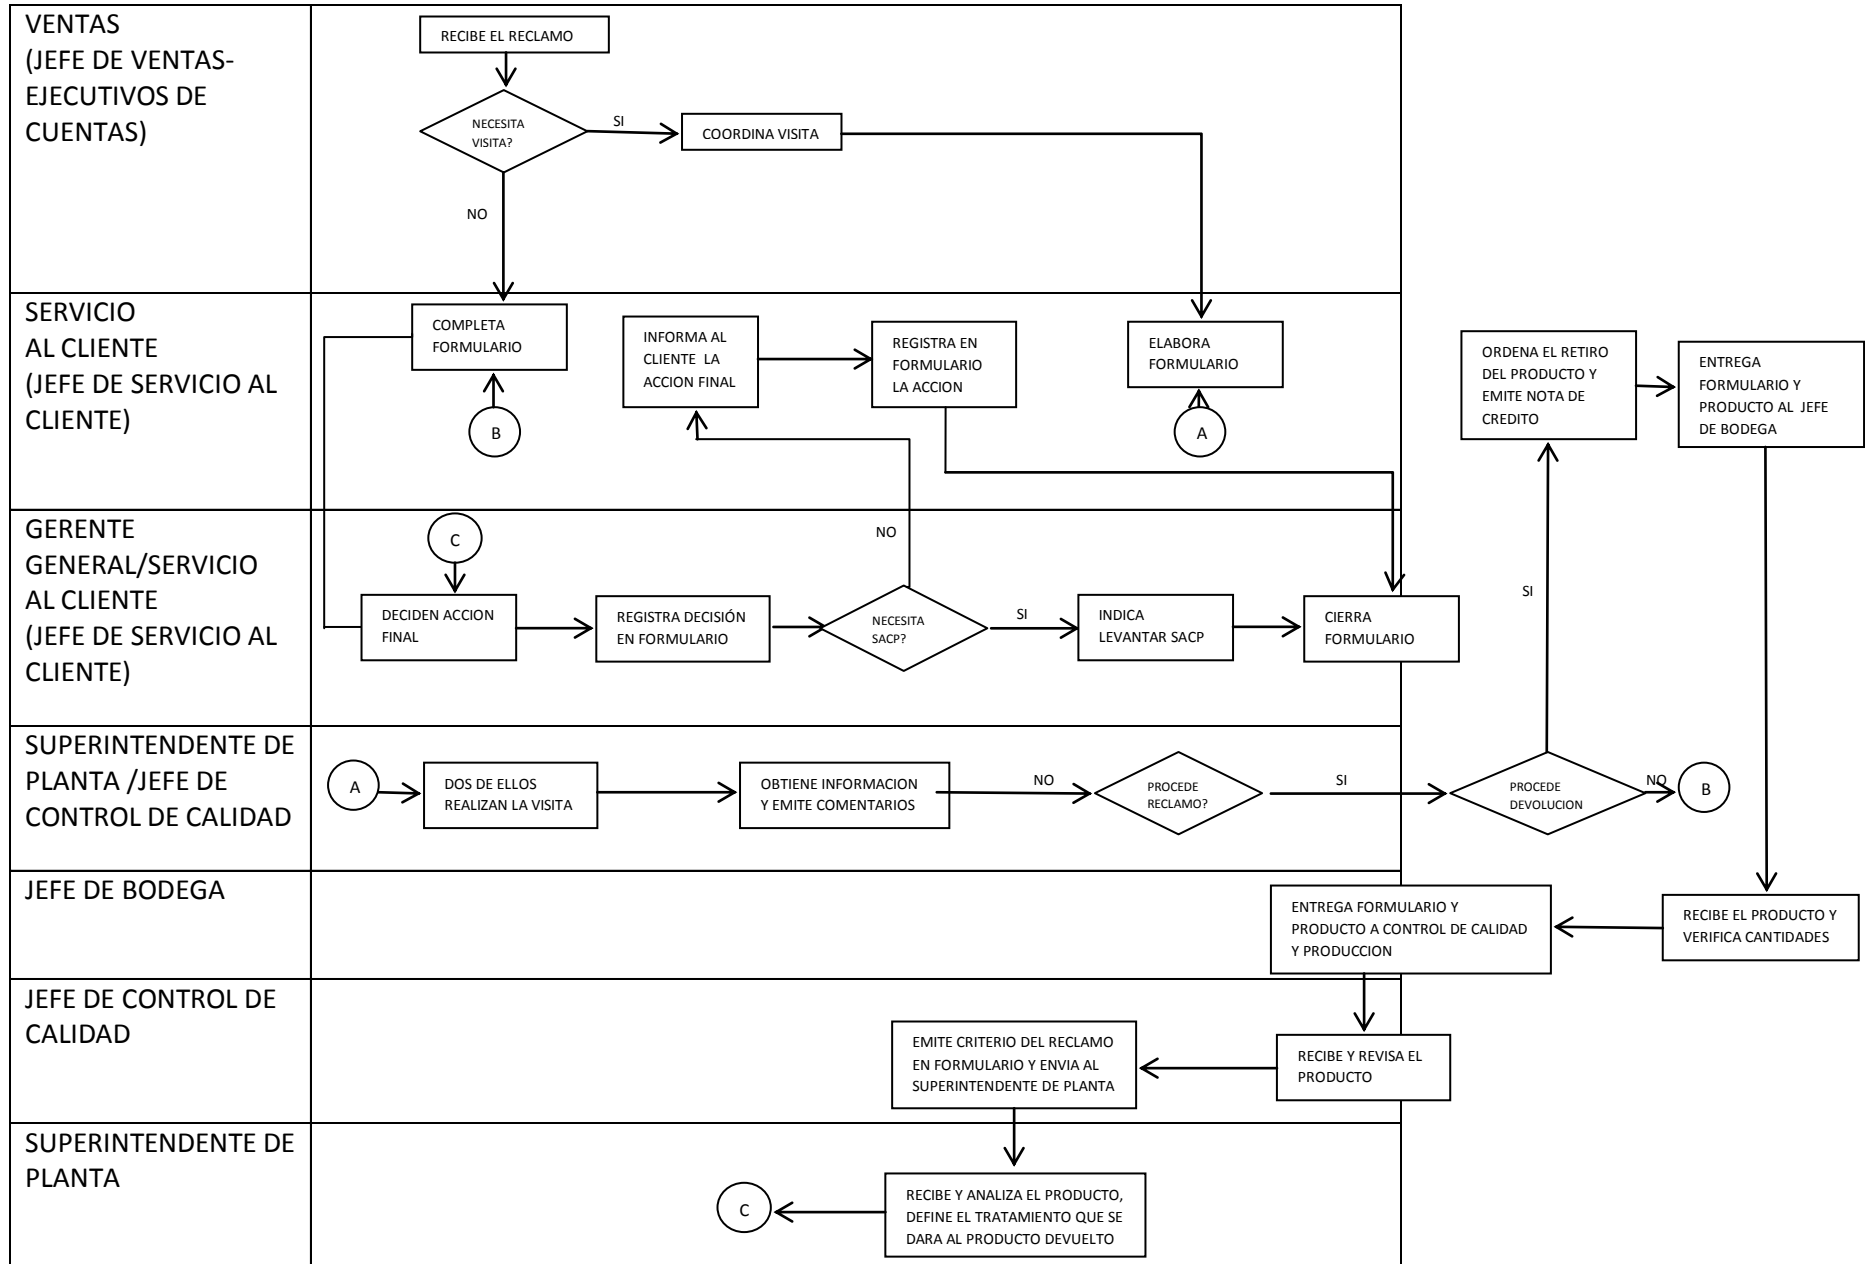 VENTAS
(JEFE DE VENTAS-
EJECUTIVOS DE
CUENTAS)
RECIBE EL RECLAMO
NECESITA
VISITA?
SI
COORDINA VISITA
NO
SERVICIO
AL CLIENTE
(JEFE DE SERVICIO AL
CLIENTE)
COMPLETA
FORMULARIO
B
INFORMA AL
CLIENTE LA
ACCION FINAL
REGISTRA EN
FORMULARIO
LA ACCION
ELABORA
FORMULARIO
A
ORDENA EL RETIRO
DEL PRODUCTO Y
EMITE NOTA DE
CREDITO
ENTREGA
FORMULARIO Y
PRODUCTO AL JEFE
DE BODEGA
GERENTE
GENERAL/SERVICIO
AL CLIENTE
(JEFE DE SERVICIO AL
CLIENTE)
C
DECIDEN ACCION
FINAL
REGISTRA DECISIÓN
EN FORMULARIO
NO
NECESITA
SACP?
SI
INDICA
LEVANTAR SACP
CIERRA
FORMULARIO
SI
SUPERINTENDENTE DE
PLANTA /JEFE DE
CONTROL DE CALIDAD
A
DOS DE ELLOS
REALIZAN LA VISITA
OBTIENE INFORMACION
Y EMITE COMENTARIOS
NO
PROCEDE
RECLAMO?
SI
PROCEDE
DEVOLUCION
NO
B
JEFE DE BODEGA
ENTREGA FORMULARIO Y
PRODUCTO A CONTROL DE CALIDAD
Y PRODUCCION
RECIBE EL PRODUCTO Y
VERIFICA CANTIDADES
JEFE DE CONTROL DE
CALIDAD
EMITE CRITERIO DEL RECLAMO
EN FORMULARIO Y ENVIA AL
SUPERINTENDENTE DE PLANTA
RECIBE Y REVISA EL
PRODUCTO
SUPERINTENDENTE DE
PLANTA
C
RECIBE Y ANALIZA EL PRODUCTO,
DEFINE EL TRATAMIENTO QUE SE
DARA AL PRODUCTO DEVUELTO